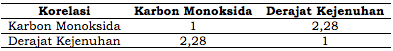 Korelasi Karbon Monoksida Derajat Kejenuhan
Karbon Monoksida 1 2,28
Derajat Kejenuhan 2,28 1